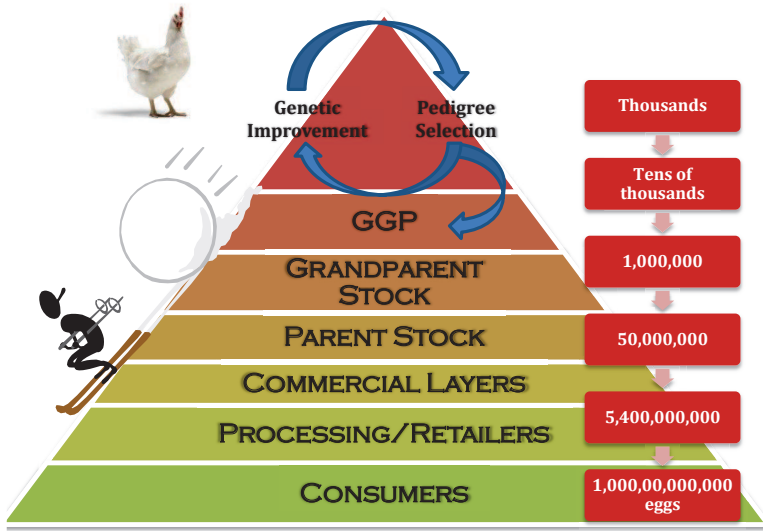 Genetic
Improvement
Pedigree
Selection
GGP
GRANDPARENT
STOCK
PARENT STOCK
COMMERCIAL LAYERS
PROCESSING/RETAILERS
CONSUMERS
Thousands
Tens of
thousands
1,000,000
50,000,000
5,400,000,000
1,000,00,000,000
eggs